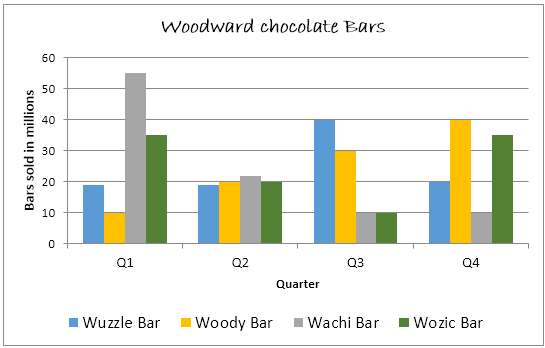 Woodward chocolate Bars
60
50
40
30
20
10
0
Bars sold in millions
Q1 Q2 Q3 Q4
Quarter
Wuzzle Bar Woody Bar Wachi Bar Wozic Bar